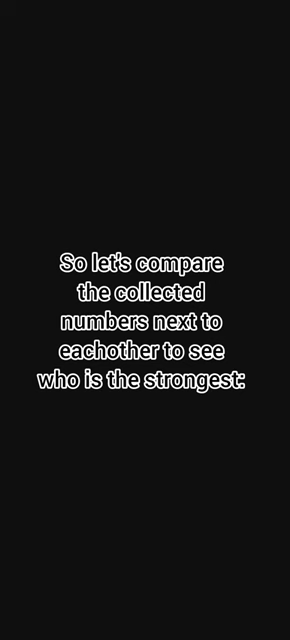 So let's compare
the collected
numbers next to
eachother to see
who is the strongest: